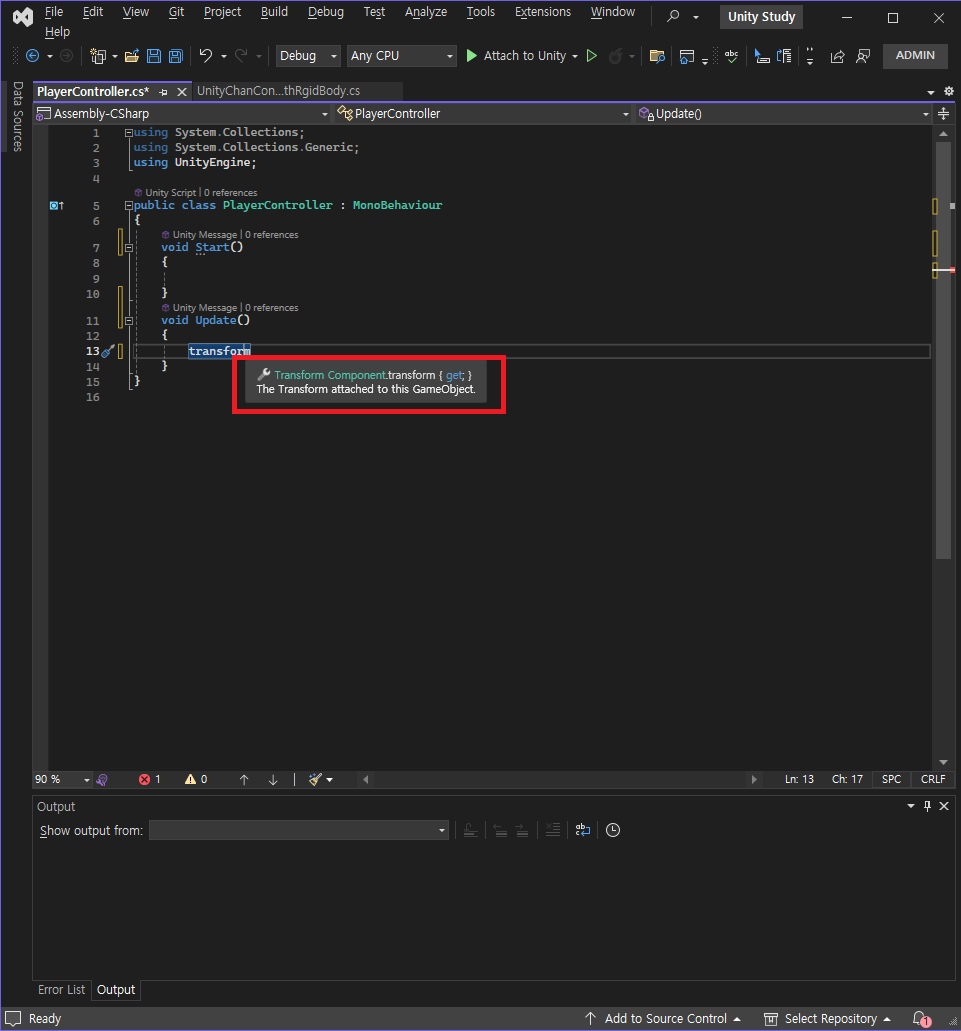 File Edit View Git Project Build Debug Test Analyze Tools Extensions Window Unity Study
Help
Debug Any CPU Attach to Unity abc ADMIN
Data Sources
PlayerController.cs* UnityChanCon...thRgidBody.cs
Assembly-CSharp PlayerController Update()
1 using System.Collections;
2 using System.Collections.Generic;
3 using UnityEngine;
4
Unity Script | 0 references
5 public class PlayerController : MonoBehaviour
6 {
Unity Message | 0 references
7 void Start()
8 {
9
10 }
Unity Message | 0 references
11 void Update()
12 {
13 transform
Transform Component.transform { get; }
The Transform attached to this GameObject.
14 }
15 }
16
90 % 1 0 Ln: 13 Ch: 17 SPC CRLF
Output
Show output from:
Error List Output
Ready Add to Source Control Select Repository 1